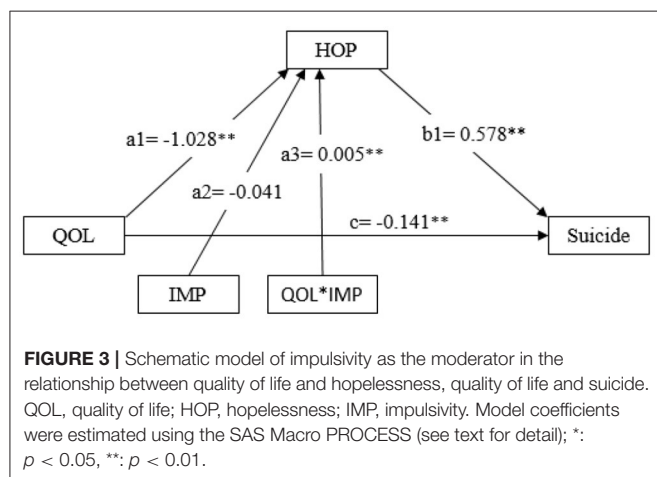 HOP
a1= -1.028**
b1= 0.578**
a3= 0.005**
a2= -0.041
c= -0.141**
QOL
Suicide
IMP
QOL*IMP
FIGURE 3 | Schematic model of impulsivity as the moderator in the
relationship between quality of life and hopelessness, quality of life and suicide.
QOL, quality of life; HOP, hopelessness; IMP, impulsivity. Model coefficients
were estimated using the SAS Macro PROCESS (see text for detail); *:
p < 0.05, **: p < 0.01.